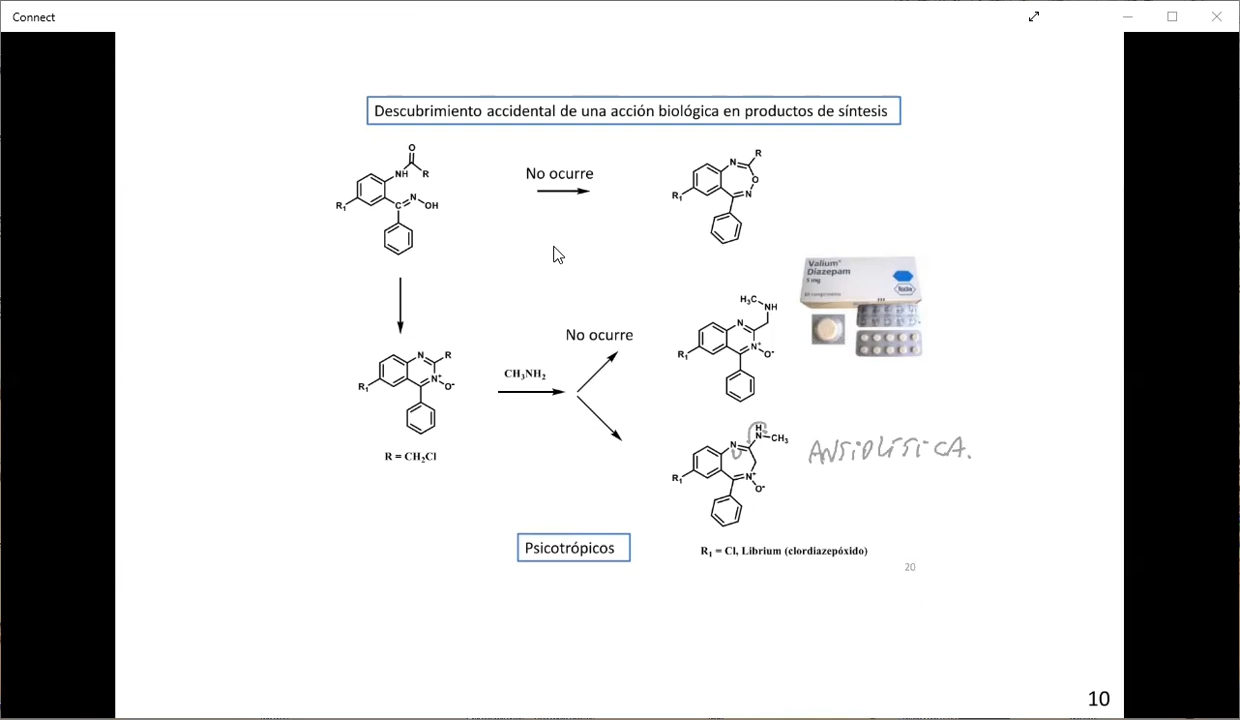 Connect
Descubrimiento accidental de una acción biológica en productos de síntesis
O
NH
R
R₁
C
N
OH
No ocurre
N
R
O
N
R₁
Valium®
Diazepam
5 mg
Roche
H₃C
NH
N
N⁺
O⁻
R₁
No ocurre
N
R
N⁺
O⁻
R₁
CH₃NH₂
R = CH₂Cl
H
N
CH₃
N
N⁺
O⁻
R₁
ANSiOLíTiCA.
Psicotrópicos
R₁ = Cl, Librium (clordiazepóxido)
20
10